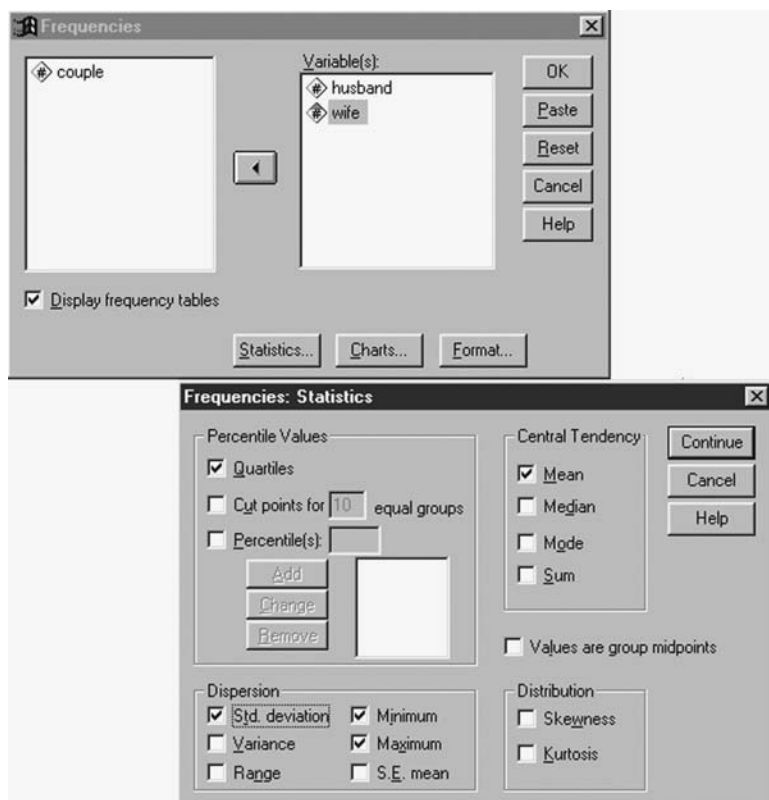 Frequencies
couple
Variable(s):
husband
wife
OK
Paste
Reset
Cancel
Help
Display frequency tables
Statistics...
Charts...
Format...
Frequencies: Statistics
Percentile Values
Quartiles
Cut points for 10 equal groups
Percentile(s):
Add
Change
Remove
Central Tendency
Mean
Median
Mode
Sum
Continue
Cancel
Help
Values are group midpoints
Dispersion
Std. deviation
Minimum
Variance
Maximum
Range
S.E. mean
Distribution
Skewness
Kurtosis